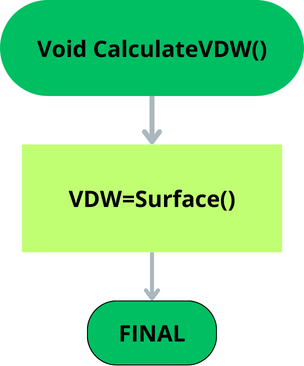 Void CalculateVDW()
VDW=Surface()
FINAL